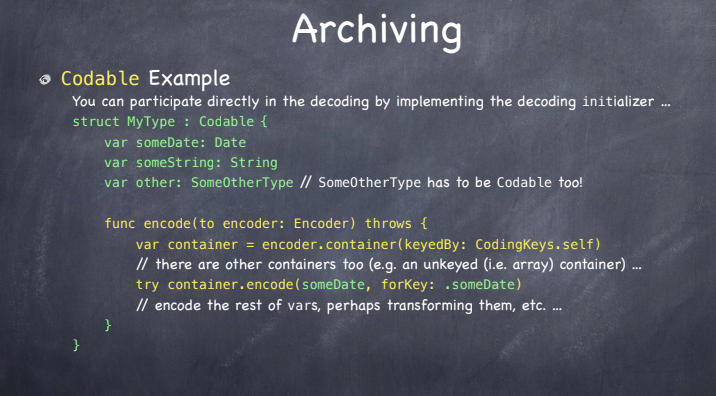 Archiving
Codable Example
You can participate directly in the decoding by implementing the decoding initializer ...
struct MyType : Codable {
var someDate: Date
var someString: String
var other: SomeOtherType // SomeOtherType has to be Codable too!
func encode(to encoder: Encoder) throws {
var container = encoder.container(keyedBy: CodingKeys.self)
// there are other containers too (e.g. an unkeyed (i.e. array) container) ...
try container.encode(someDate, forKey: .someDate)
// encode the rest of vars, perhaps transforming them, etc. ...
}
}